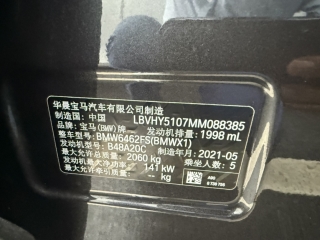 华晨宝马汽车有限公司制造
制造国：中国 LBVHY5107MM088385
品牌：宝马(BMW)牌 发动机排量：1998 mL
整车型号：BMW6462FS(BMWX1)
发动机型号：B48A20C 制造年月：2021-05
最大允许总质量：2060 kg 乘坐人数：5
发动机最大净功率：141 kW
最大允许牵引质量：-- kg